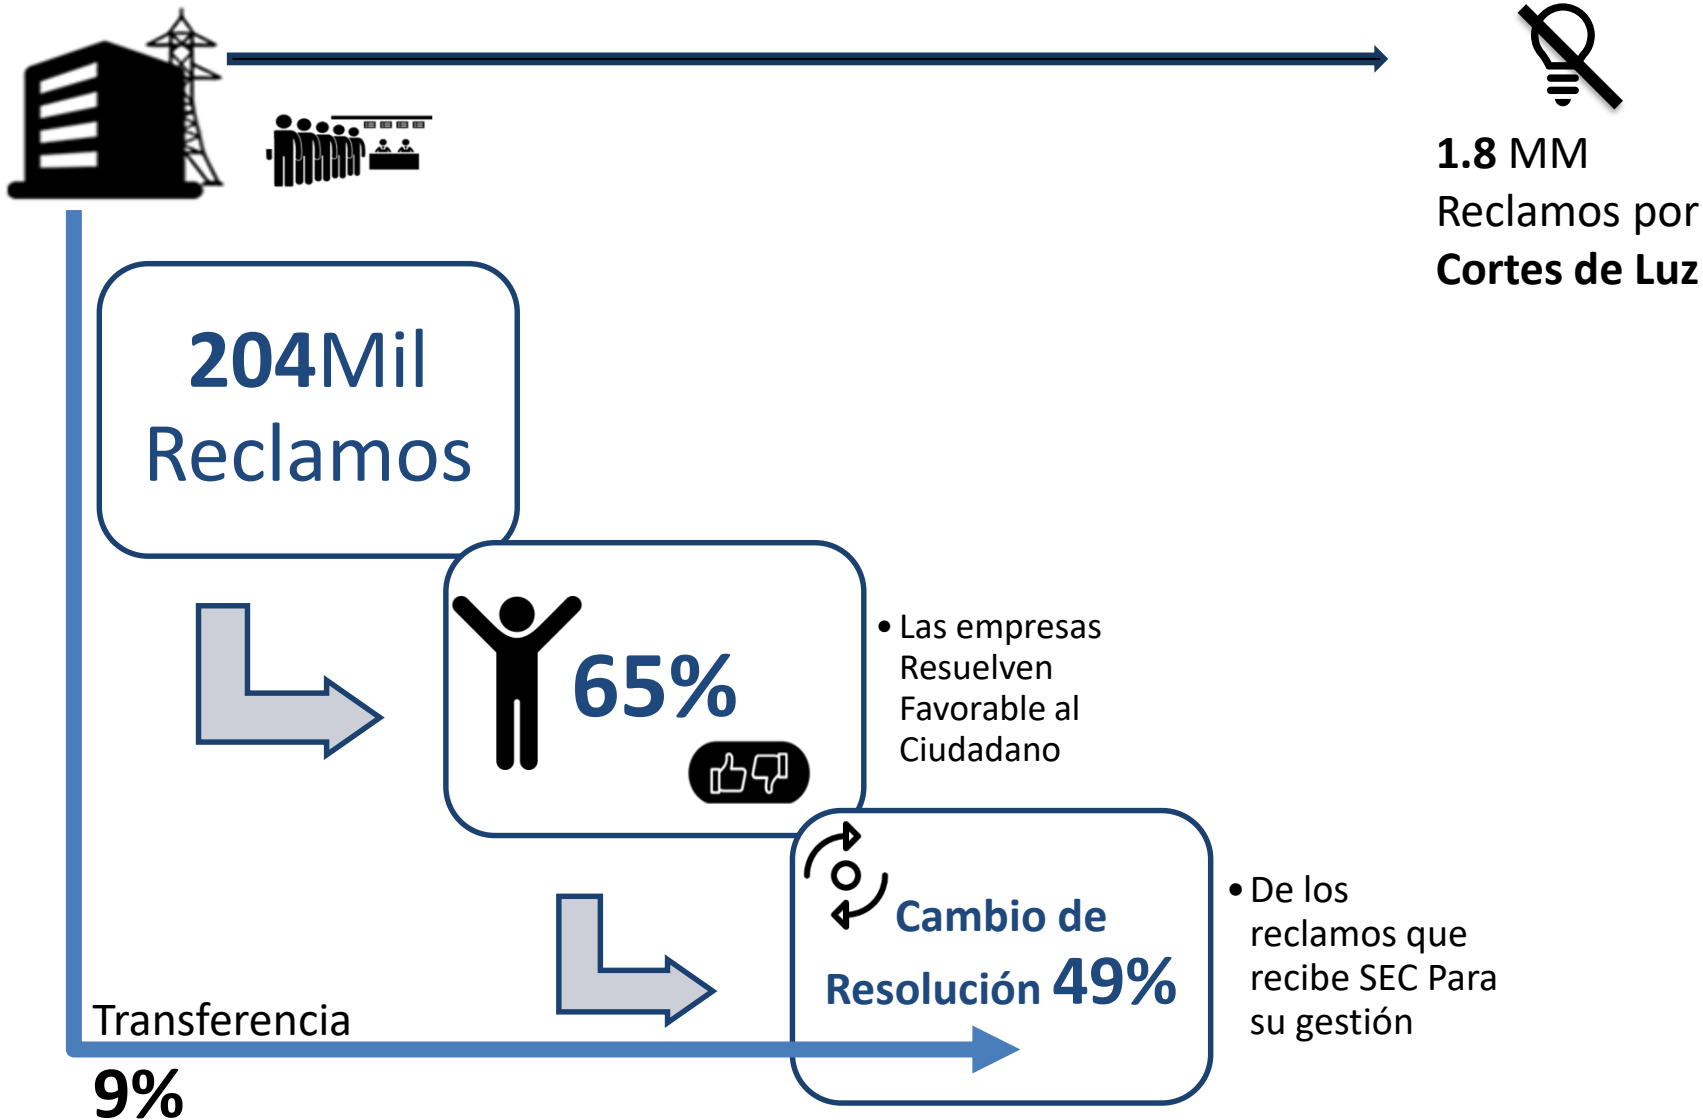 1.8 MM
Reclamos por
Cortes de Luz
204Mil
Reclamos
65%
• Las empresas
Resuelven
Favorable al
Ciudadano
Cambio de
Resolución 49%
• De los
reclamos que
recibe SEC Para
su gestión
Transferencia
9%